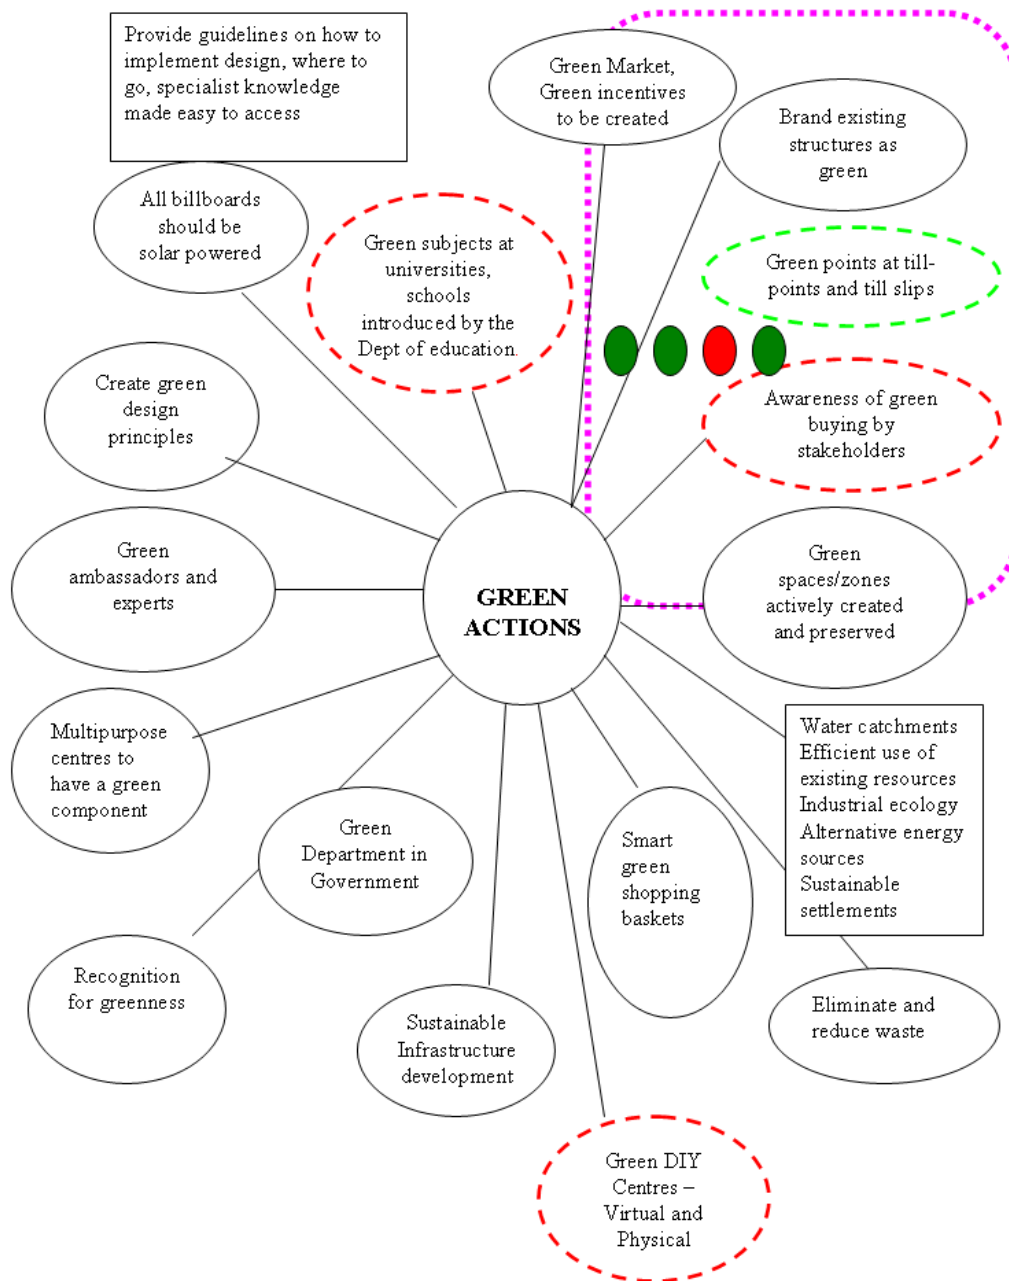 Provide guidelines on how to
implement design, where to
go, specialist knowledge
made easy to access
Green Market,
Green incentives
to be created
Brand existing
structures as
green
All billboards
should be
solar powered
Green subjects at
universities,
schools
introduced by the
Dept of education.
Green points at till-
points and till slips
Create green
design
principles
Awareness of green
buying by
stakeholders
Green
ambassadors and
experts
GREEN
ACTIONS
Green
spaces/zones
actively created
and preserved
Multipurpose
centres to
have a green
component
Water catchments
Efficient use of
existing resources
Industrial ecology
Alternative energy
sources
Sustainable
settlements
Green
Department in
Government
Smart
green
shopping
baskets
Recognition
for greenness
Sustainable
Infrastructure
development
Eliminate and
reduce waste
Green DIY
Centres –
Virtual and
Physical